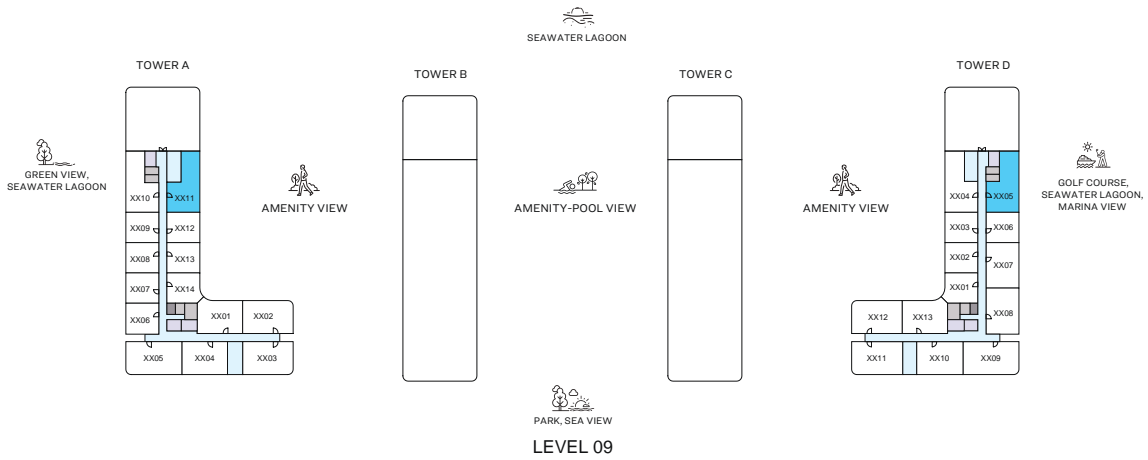 SEAWATER LAGOON
TOWER A
TOWER B
TOWER C
TOWER D
GREEN VIEW,
SEAWATER LAGOON
AMENITY VIEW
AMENITY-POOL VIEW
AMENITY VIEW
GOLF COURSE,
SEAWATER LAGOON,
MARINA VIEW
XX10
XX11
XX09
XX12
XX08
XX13
XX07
XX14
XX06
XX01
XX02
XX05
XX04
XX03
XX04
XX05
XX03
XX06
XX02
XX07
XX01
XX08
XX12
XX13
XX11
XX10
XX09
PARK, SEA VIEW
LEVEL 09